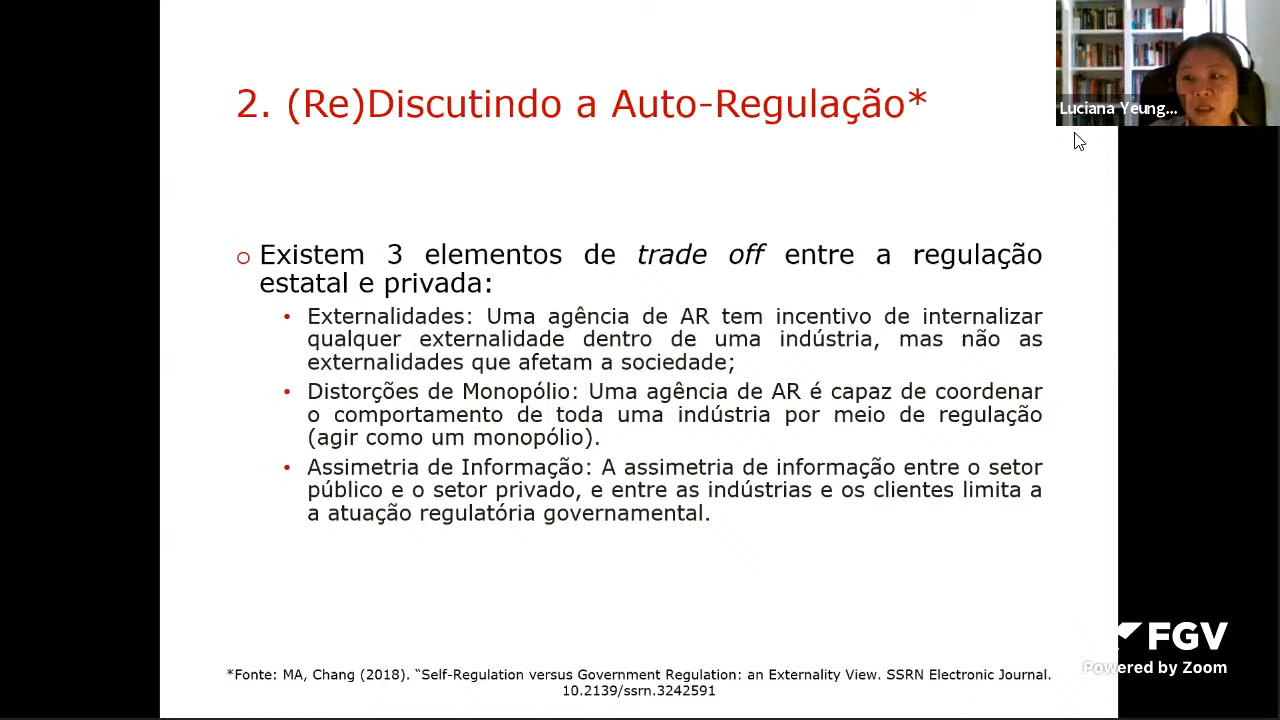 2. (Re)Discutindo a Auto-Regulação*
Luciana Yeung...
Existem 3 elementos de trade off entre a regulação
estatal e privada:
• Externalidades: Uma agência de AR tem incentivo de internalizar
qualquer externalidade dentro de uma indústria, mas não as
externalidades que afetam a sociedade;
• Distorções de Monopólio: Uma agência de AR é capaz de coordenar
o comportamento de toda uma indústria por meio de regulação
(agir como um monopólio).
• Assimetria de Informação: A assimetria de informação entre o setor
público e o setor privado, e entre as indústrias e os clientes limita a
a atuação regulatória governamental.
FGV
Powered by Zoom
*Fonte: MA, Chang (2018). “Self-Regulation versus Government Regulation: an Externality View. SSRN Electronic Journal.
10.2139/ssrn.3242591